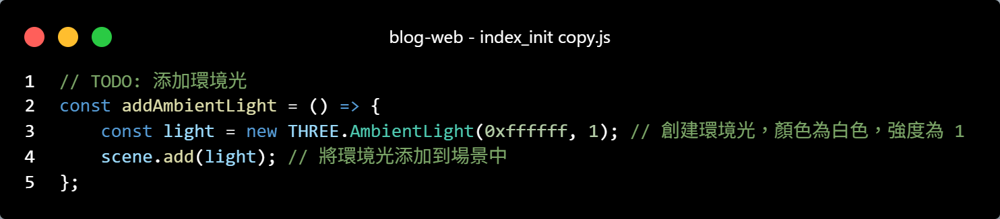 blog-web - index_init copy.js
1 // TODO: 添加環境光
2 const addAmbientLight = () => {
3     const light = new THREE.AmbientLight(0xffffff, 1); // 創建環境光，顏色為白色，強度為 1
4     scene.add(light); // 將環境光添加到場景中
5 };